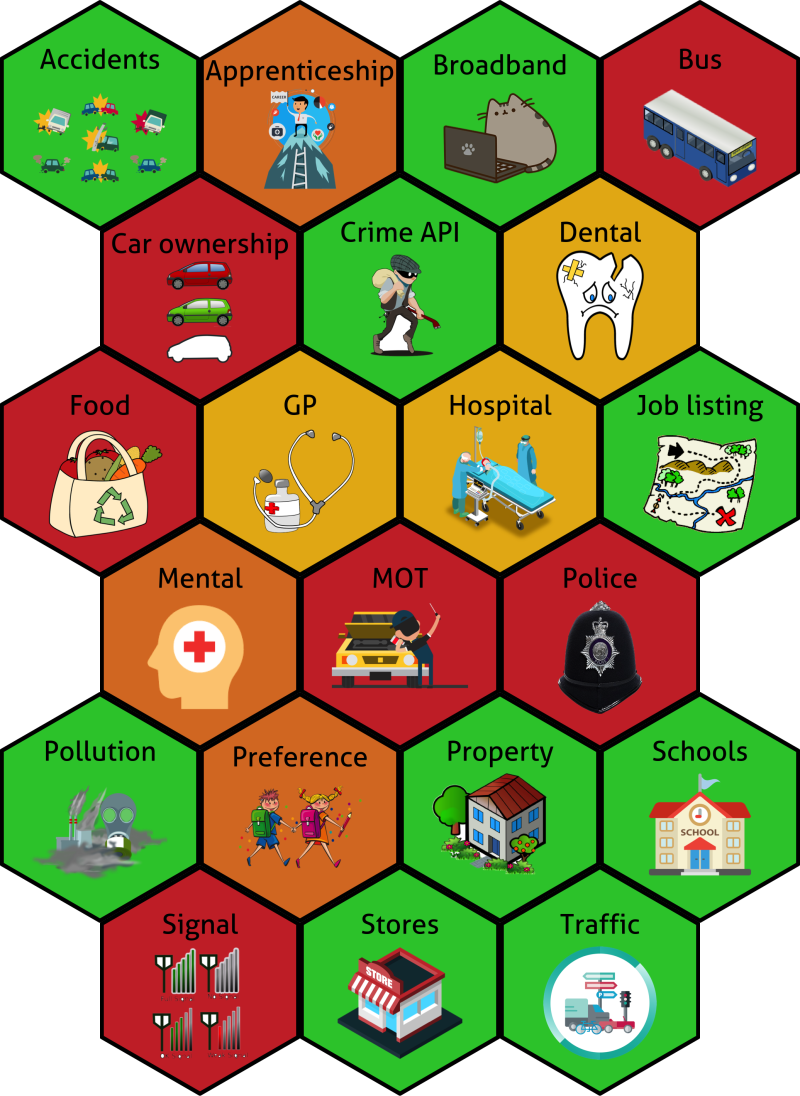 Accidents
Apprenticeship
CAREER
Broadband
Bus
Car ownership
Crime API
Dental
Food
GP
Hospital
Job listing
Mental
MOT
Police
Pollution
Preference
Property
Schools
SCHOOL
Signal
Stores
STORE
Traffic